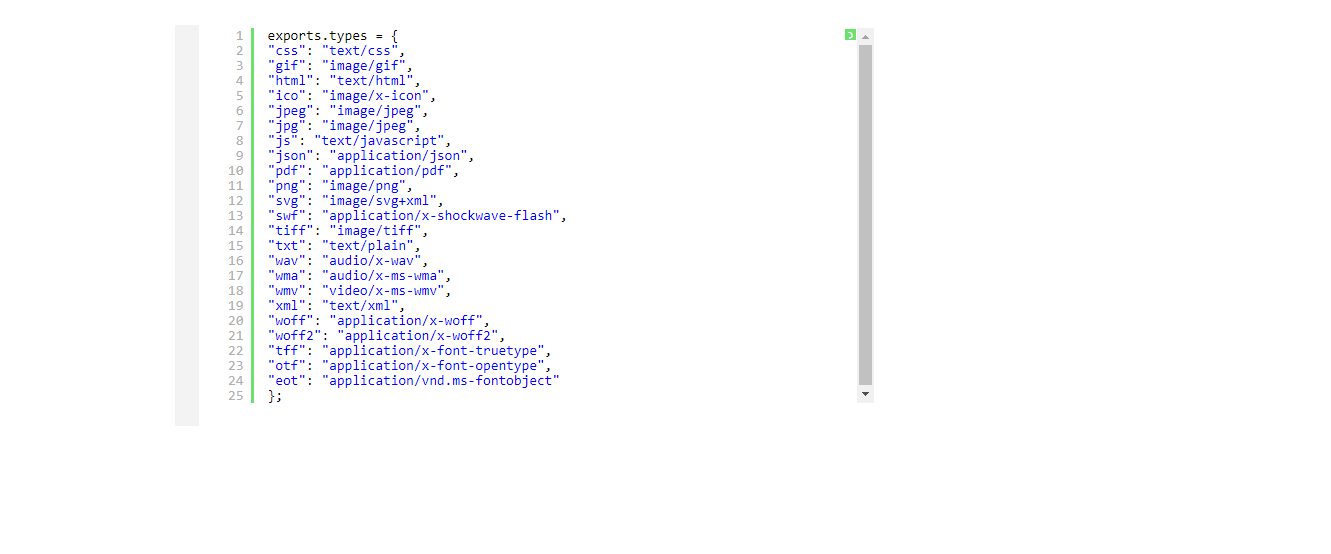 1 exports.types = {
2 "css": "text/css",
3 "gif": "image/gif",
4 "html": "text/html",
5 "ico": "image/x-icon",
6 "jpeg": "image/jpeg",
7 "jpg": "image/jpeg",
8 "js": "text/javascript",
9 "json": "application/json",
10 "pdf": "application/pdf",
11 "png": "image/png",
12 "svg": "image/svg+xml",
13 "swf": "application/x-shockwave-flash",
14 "tiff": "image/tiff",
15 "txt": "text/plain",
16 "wav": "audio/x-wav",
17 "wma": "audio/x-ms-wma",
18 "wmv": "video/x-ms-wmv",
19 "xml": "text/xml",
20 "woff": "application/x-woff",
21 "woff2": "application/x-woff2",
22 "tff": "application/x-font-truetype",
23 "otf": "application/x-font-opentype",
24 "eot": "application/vnd.ms-fontobject"
25 };